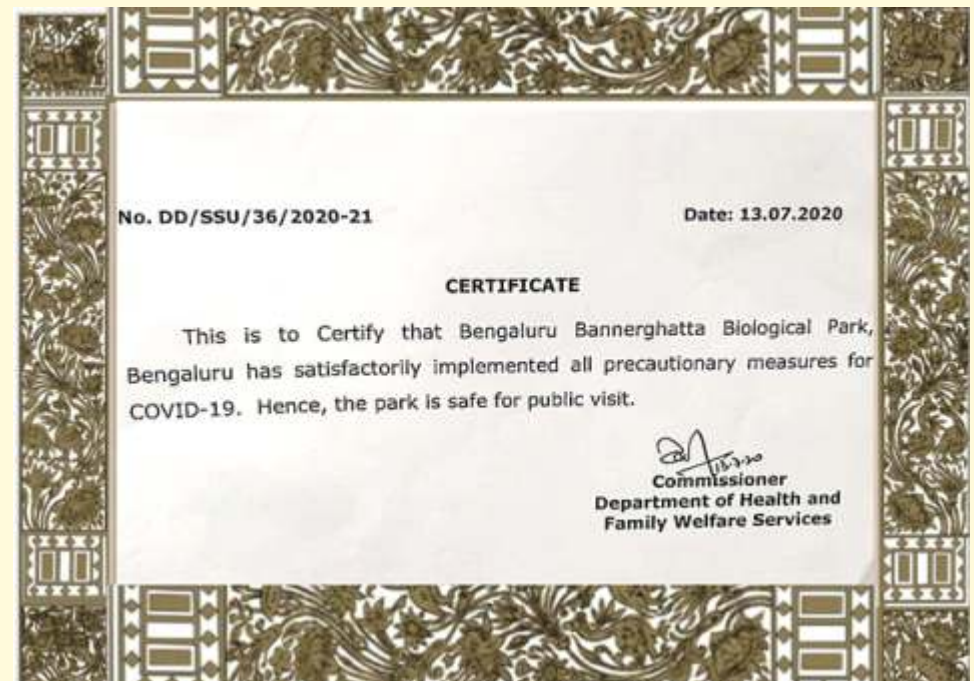 No. DD/SSU/36/2020-21 Date: 13.07.2020
CERTIFICATE
This is to Certify that Bengaluru Bannerghatta Biological Park,
Bengaluru has satisfactorily implemented all precautionary measures for
COVID-19. Hence, the park is safe for public visit.
Commissioner
Department of Health and
Family Welfare Services